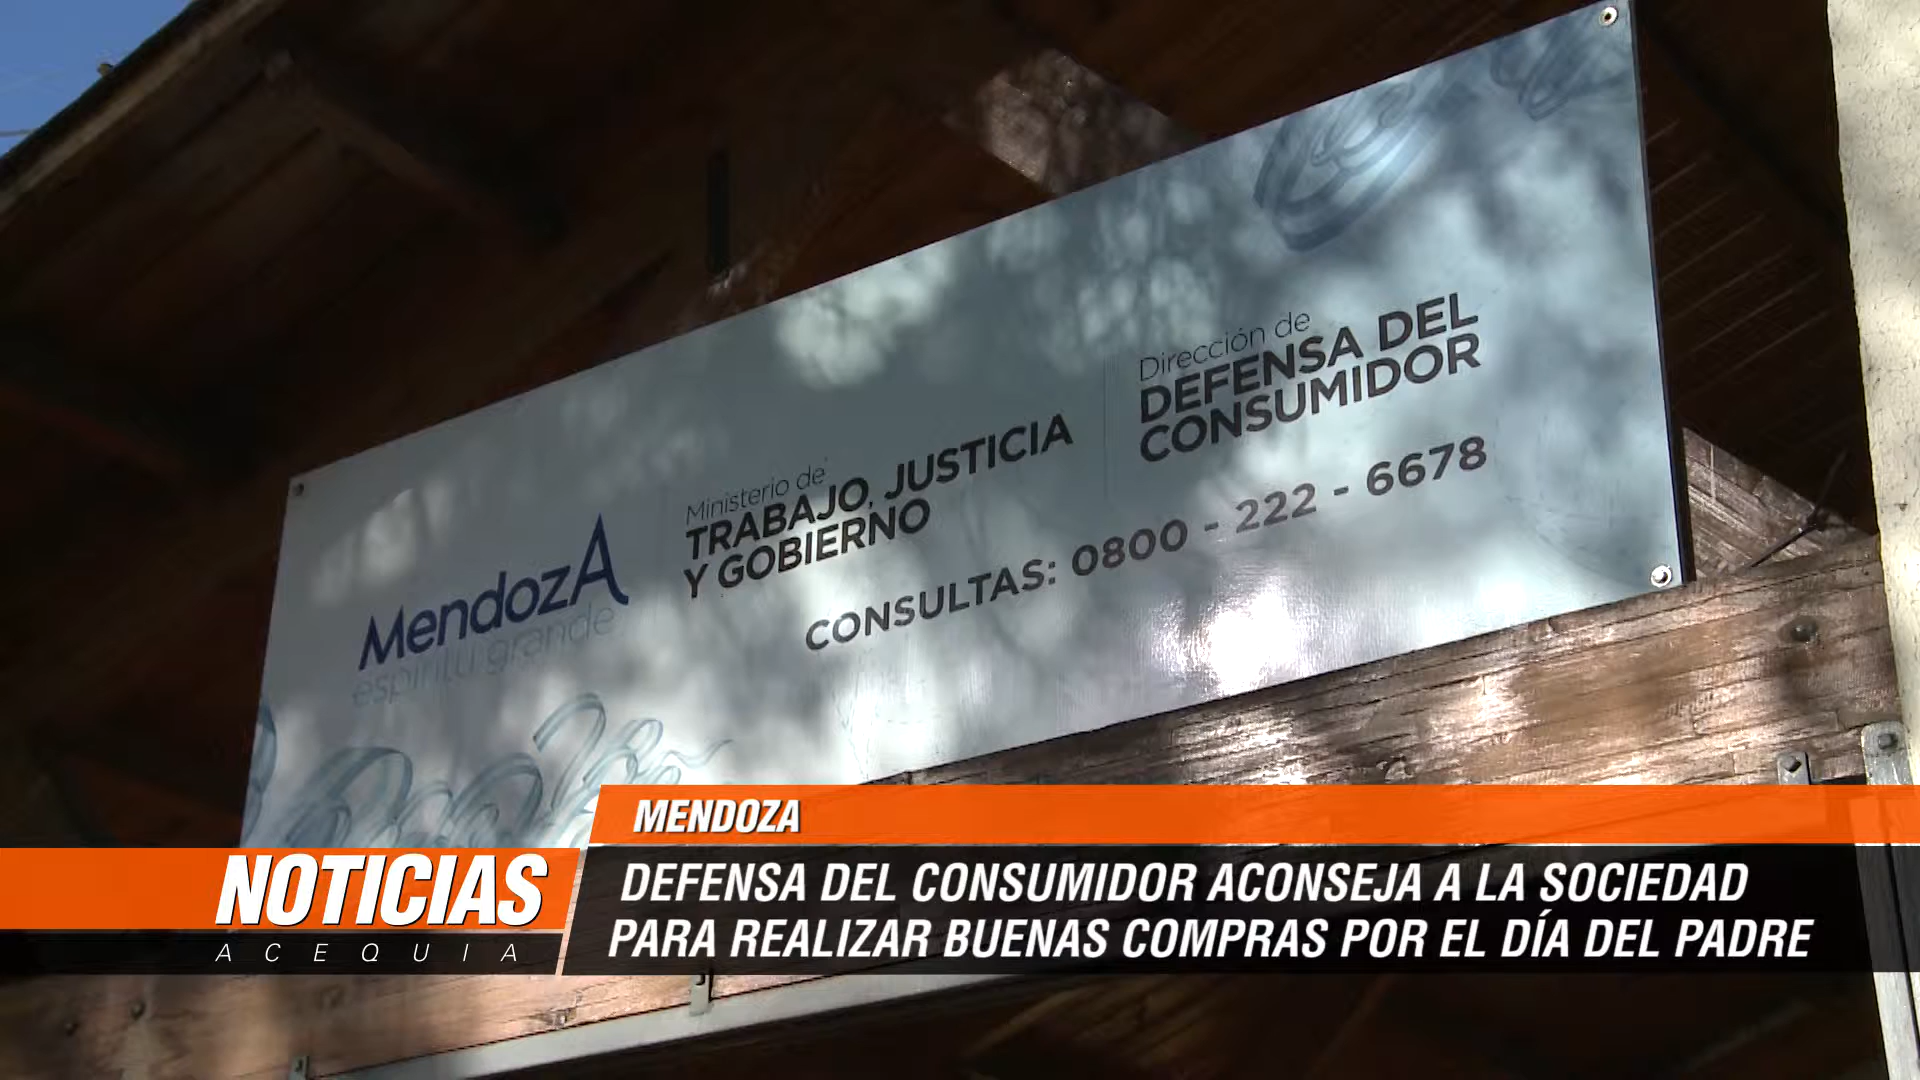 MendozA
espíritu grande
Ministerio de
TRABAJO, JUSTICIA
Y GOBIERNO
Dirección de
DEFENSA DEL
CONSUMIDOR
CONSULTAS: 0800 - 222 - 6678
MENDOZA
NOTICIAS
ACEQUIA
DEFENSA DEL CONSUMIDOR ACONSEJA A LA SOCIEDAD
PARA REALIZAR BUENAS COMPRAS POR EL DÍA DEL PADRE